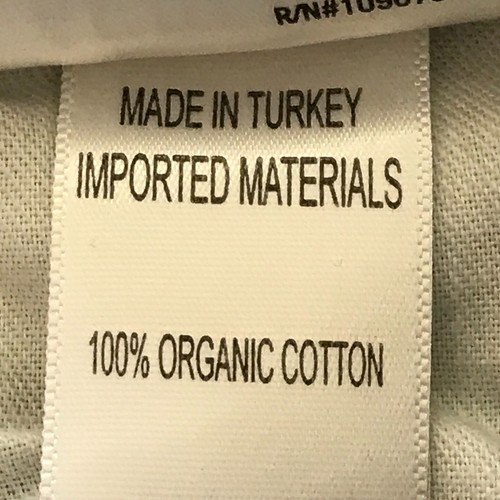 MADE IN TURKEY
IMPORTED MATERIALS
100% ORGANIC COTTON